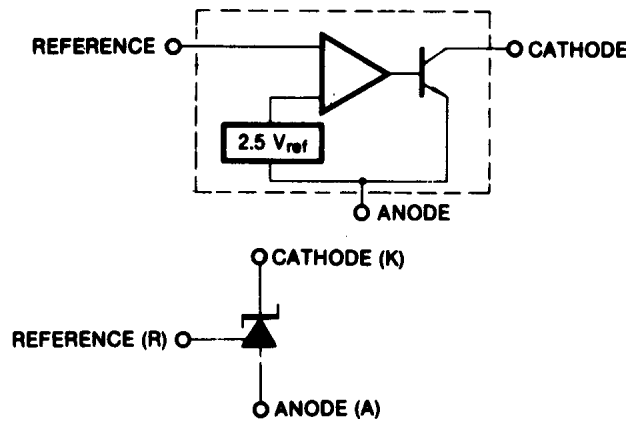 REFERENCE
CATHODE
2.5 Vref
ANODE
CATHODE (K)
REFERENCE (R)
ANODE (A)